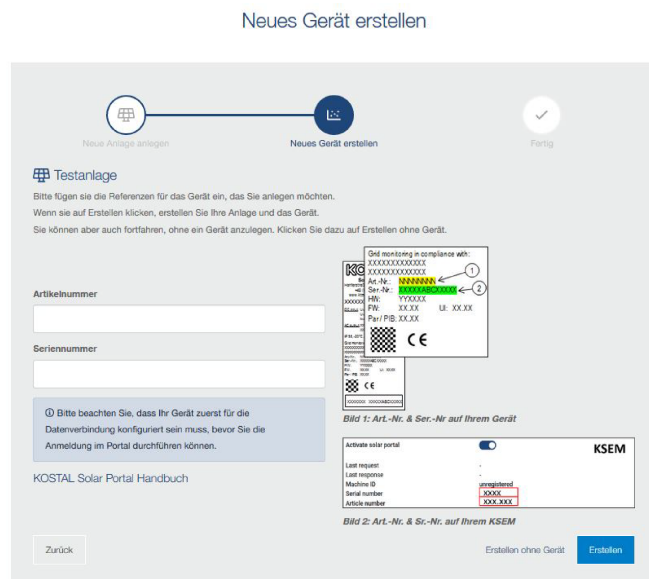 Neues Gerät erstellen
Neue Anlage anlegen
Neues Gerät erstellen
Fertig
Testanlage
Bitte fügen sie die Referenzen für das Gerät ein, das Sie anlegen möchten.
Wenn sie auf Erstellen klicken, erstellen Sie Ihre Anlage und das Gerät.
Sie können aber auch fortfahren, ohne ein Gerät anzulegen. Klicken Sie dazu auf Erstellen ohne Gerät.
Artikelnummer
Seriennummer
Bitte beachten Sie, dass Ihr Gerät zuerst für die
Datenverbindung konfiguriert sein muss, bevor Sie die
Anmeldung im Portal durchführen können.
KOSTAL Solar Portal Handbuch
Grid monitoring in compliance with:
XXXXXXXXXXXXX
XXXXXXXXXXXXX
Art.-Nr.: NNNNNNNN 1
Ser.-Nr.: XXXXXABCXXXXX 2
HW: YYXXXX
FW: XX.XX UI: XX.XX
Par / PIB: XX.XX
CE
CE
XXXXXXX XXXXXABCXXXXX
Bild 1: Art.-Nr. & Ser.-Nr auf Ihrem Gerät
Activate solar portal
KSEM
Last request -
Last response -
Machine ID unregistered
Serial number XXXX
Article number XXX.XXX
Bild 2: Art.-Nr. & Sr.-Nr. auf Ihrem KSEM
Zurück
Erstellen ohne Gerät
Erstellen